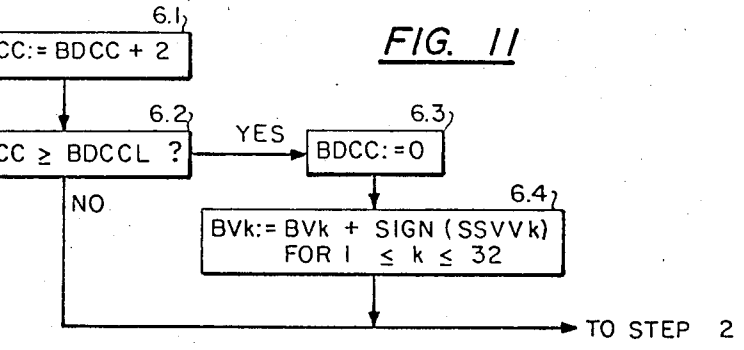 6.1
FIG. 11
CC:= BDCC + 2
6.2
YES
6.3
CC ≥ BDCCL ?
BDCC:=0
NO
6.4
BVk:= BVk + SIGN (SSVVk)
FOR 1 ≤ k ≤ 32
TO STEP 2